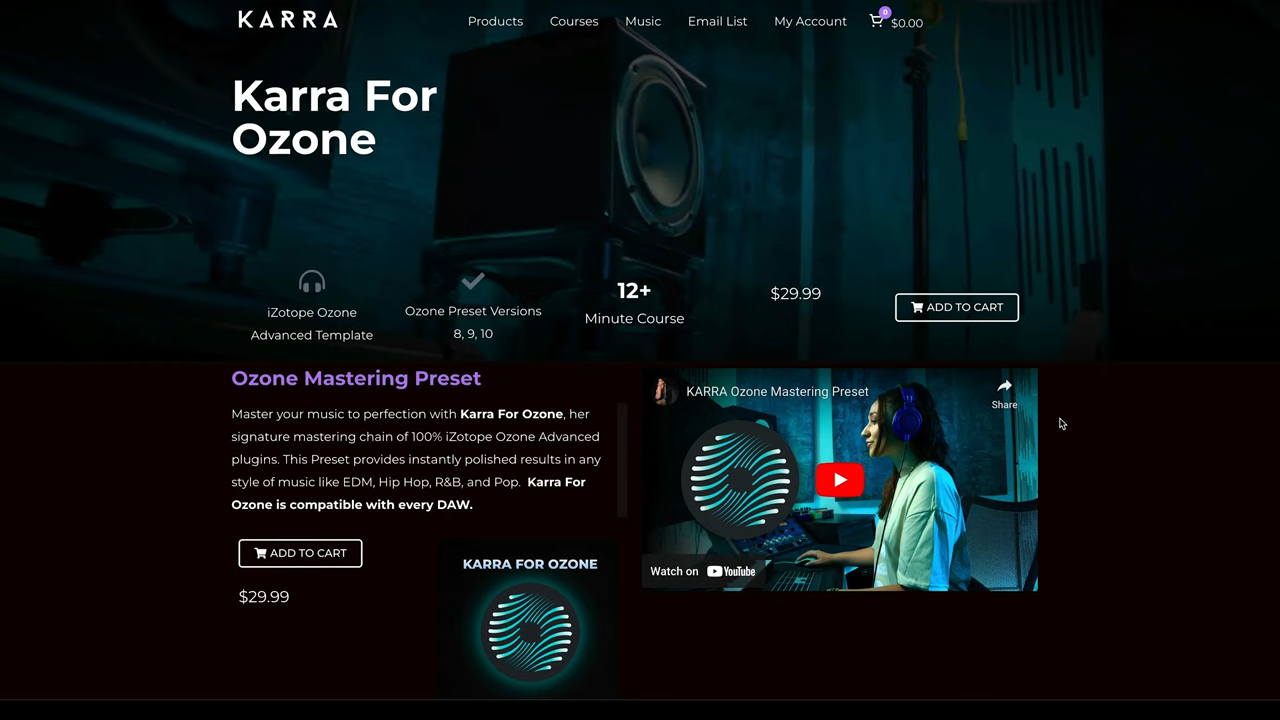 KARRA
Products Courses Music Email List My Account 0 $0.00
Karra For
Ozone
iZotope Ozone
Advanced Template
Ozone Preset Versions
8, 9, 10
12+
Minute Course
$29.99
ADD TO CART
Ozone Mastering Preset
Master your music to perfection with Karra For Ozone, her
signature mastering chain of 100% iZotope Ozone Advanced
plugins. This Preset provides instantly polished results in any
style of music like EDM, Hip Hop, R&B, and Pop. Karra For
Ozone is compatible with every DAW.
ADD TO CART
$29.99
KARRA FOR OZONE
KARRA Ozone Mastering Preset
Share
Watch on YouTube